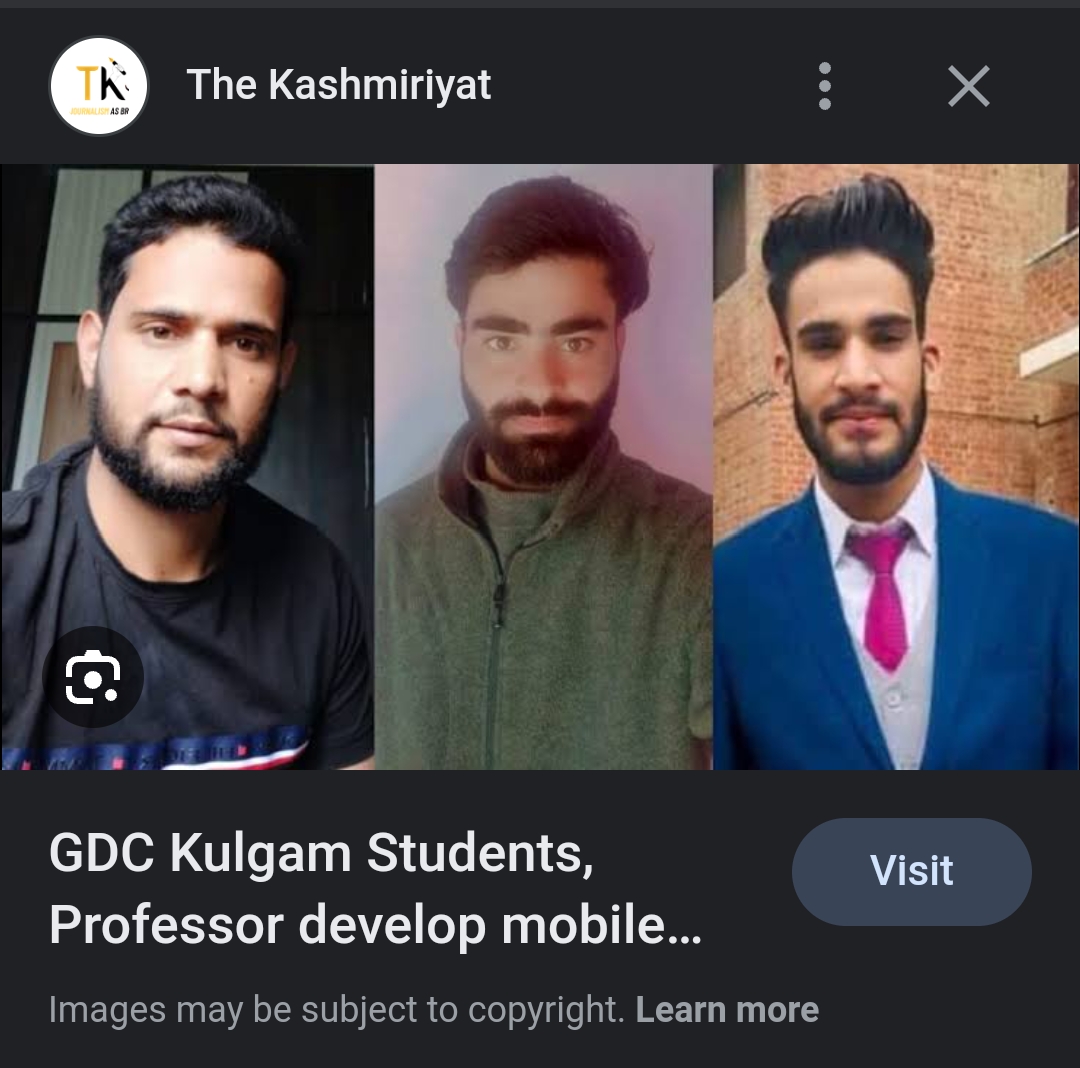 TK
JOURNALISM AS BR
The Kashmiriyat
GDC Kulgam Students,
Professor develop mobile...
Visit
Images may be subject to copyright. Learn more